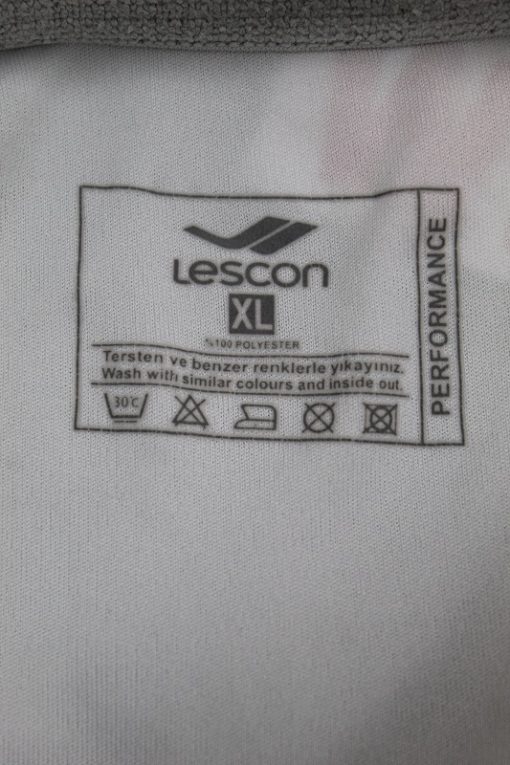 Lescon
XL
%100 POLYESTER
Tersten ve benzer renklerle yıkayınız.
Wash with similar colours and inside out.
30°C
PERFORMANCE